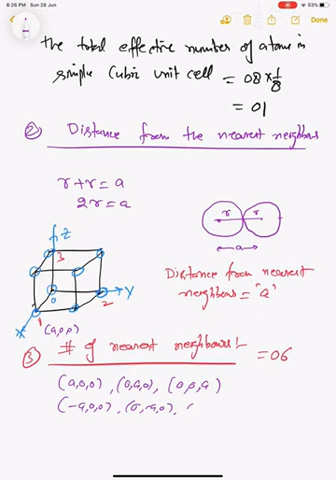 8:26 PM Sun 28 Jun
53%
Done
The total effective number of atoms in
simple cubic unit cell = 08 × 1/8
= 01
② Distance from the nearest neighbors
r+r=a
2r=a
r r
a
Z
3
0
Y
2
1
X
(a,0,0)
Distance from nearest
neighbors = "a"
③ # of nearest neighbours:- = 06
(a,0,0), (0,a,0), (0,0,a)
(-a,0,0), (0,-a,0), (